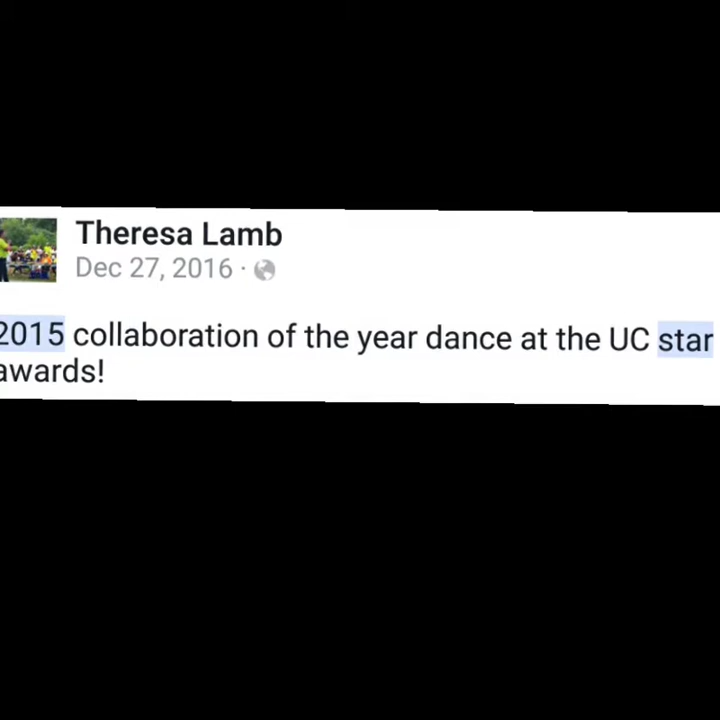 Theresa Lamb
Dec 27, 2016 ·
2015 collaboration of the year dance at the UC star
awards!